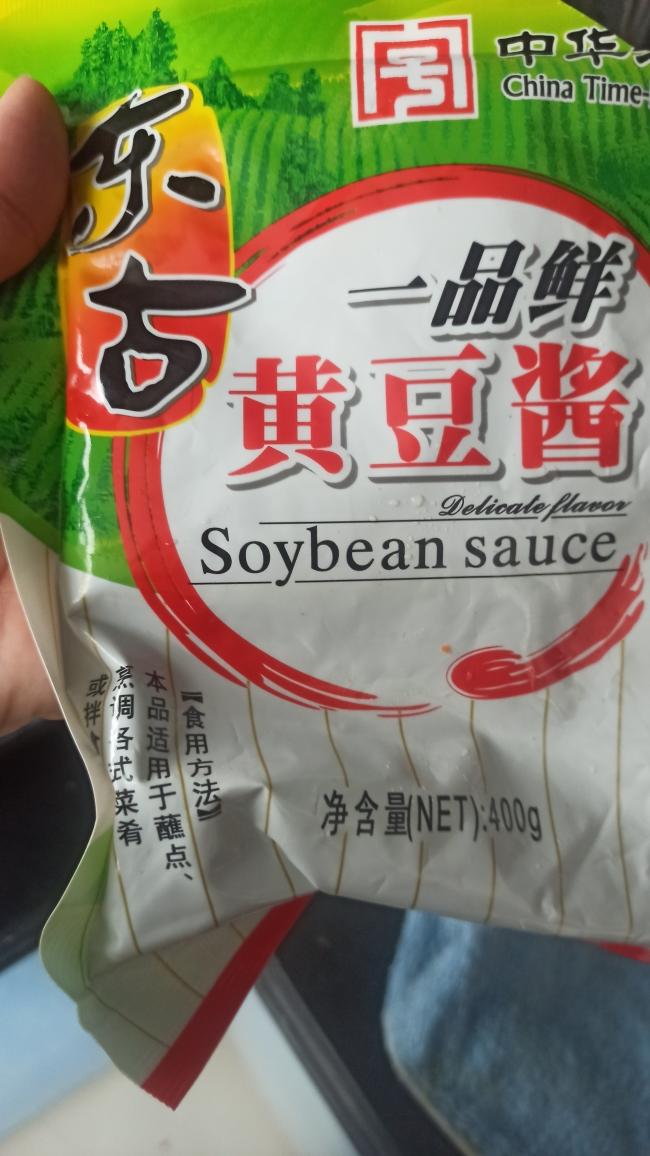 中华
China Time-
东古
一品鲜
黄豆酱
Delicate flavor
Soybean sauce
【食用方法】
本品适用于蘸点、
烹调各式菜肴
或拌
净含量(NET):400g